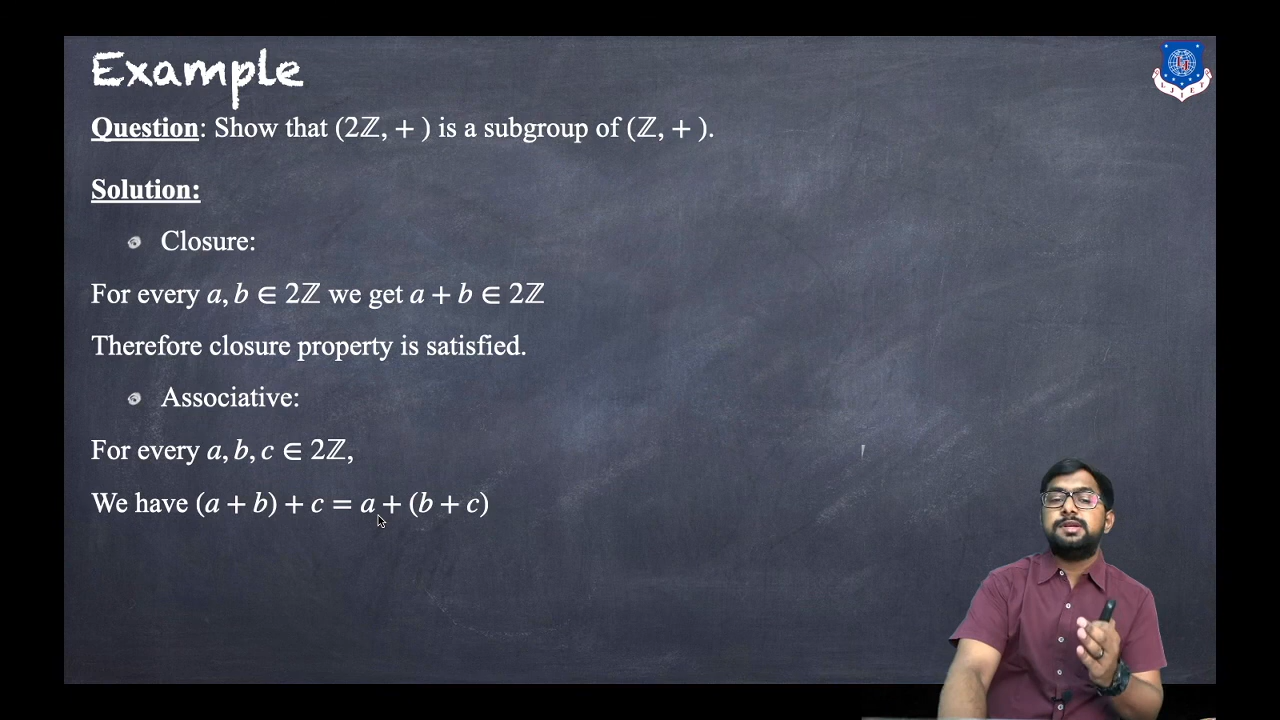 Example
Question: Show that (2ℤ, + ) is a subgroup of (ℤ, + ).
Solution:
Closure:
For every a, b ∈ 2ℤ we get a + b ∈ 2ℤ
Therefore closure property is satisfied.
Associative:
For every a, b, c ∈ 2ℤ,
We have (a + b) + c = a + (b + c)